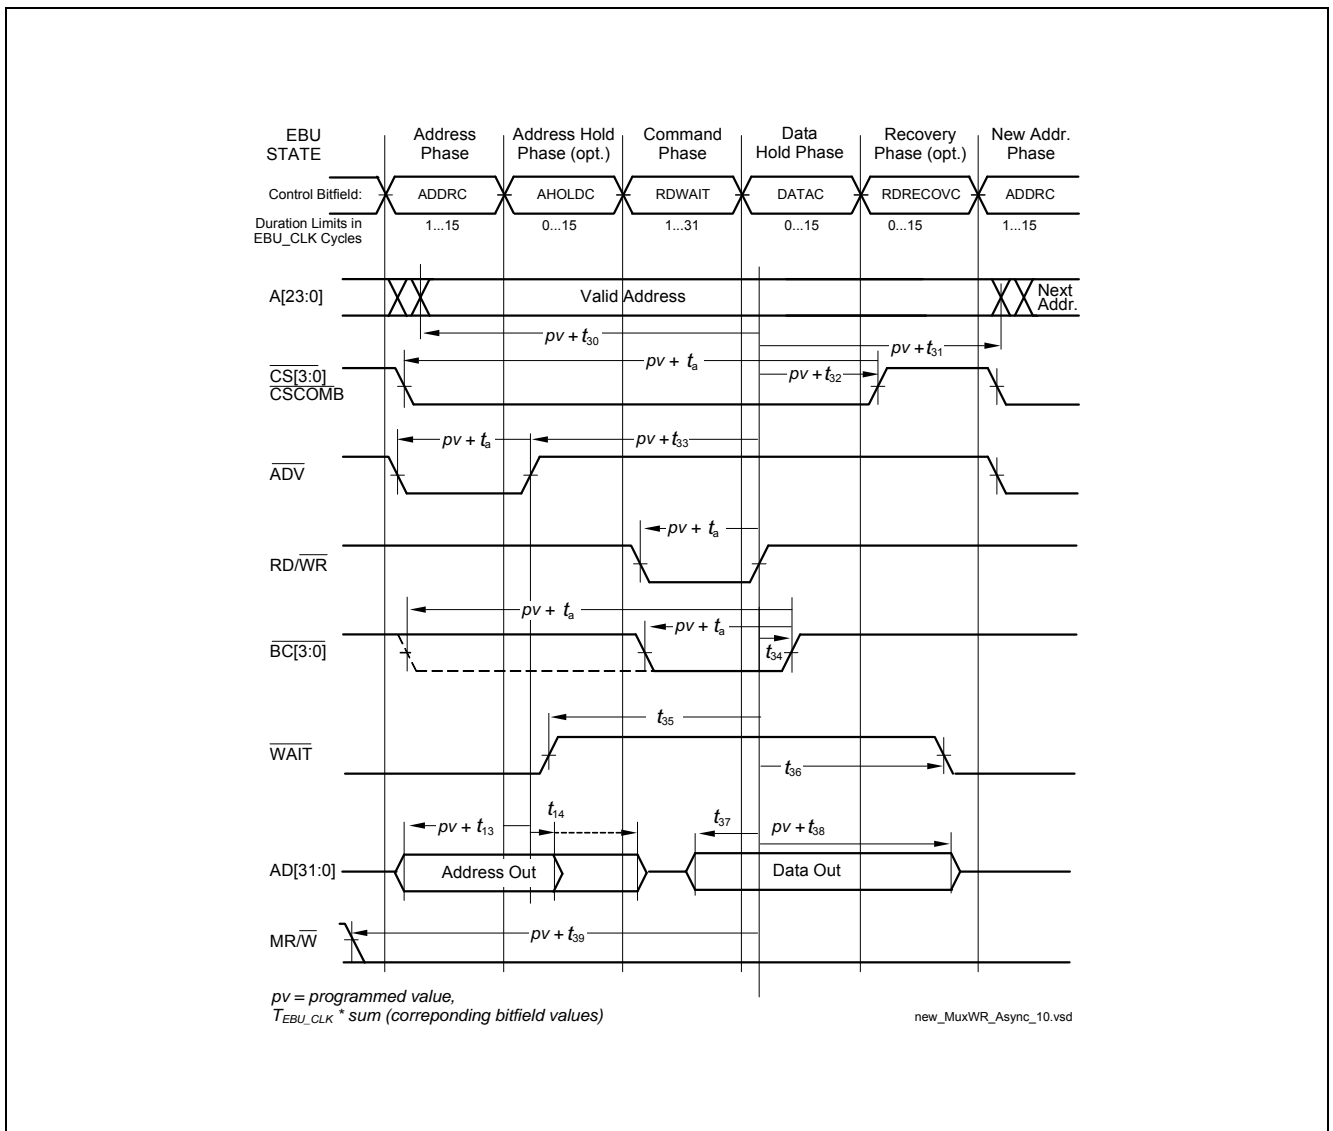 EBU STATE
Address Phase
Address Hold Phase (opt.)
Command Phase
Data Hold Phase
Recovery Phase (opt.)
New Addr. Phase
Control Bitfield: ADDRC AHOLDC RDWAIT DATAC RDRECOVC ADDRC
Duration Limits in EBU_CLK Cycles 1...15 0...15 1...31 0...15 0...15 1...15
A[23:0] Valid Address Next Addr.
pv + t30
pv + t31
pv + ta
pv + t32
CS[3:0]
CSCOMB
pv + ta
pv + t33
ADV
pv + ta
RD/WR
pv + ta
pv + ta
BC[3:0]
t34
t35
WAIT
t36
t14
t37
pv + t13
pv + t38
AD[31:0] Address Out Data Out
MR/W
pv + t39
pv = programmed value,
TEBU_CLK * sum (correponding bitfield values)
new_MuxWR_Async_10.vsd